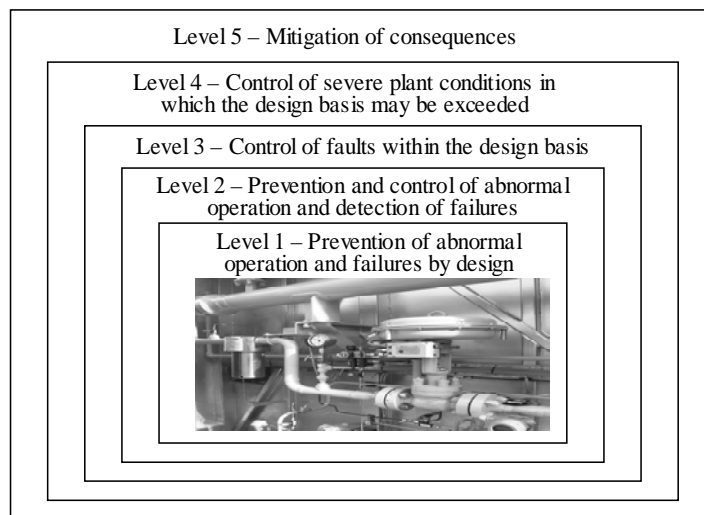 Level 5 – Mitigation of consequences
Level 4 – Control of severe plant conditions in
which the design basis may be exceeded
Level 3 – Control of faults within the design basis
Level 2 – Prevention and control of abnormal
operation and detection of failures
Level 1 – Prevention of abnormal
operation and failures by design